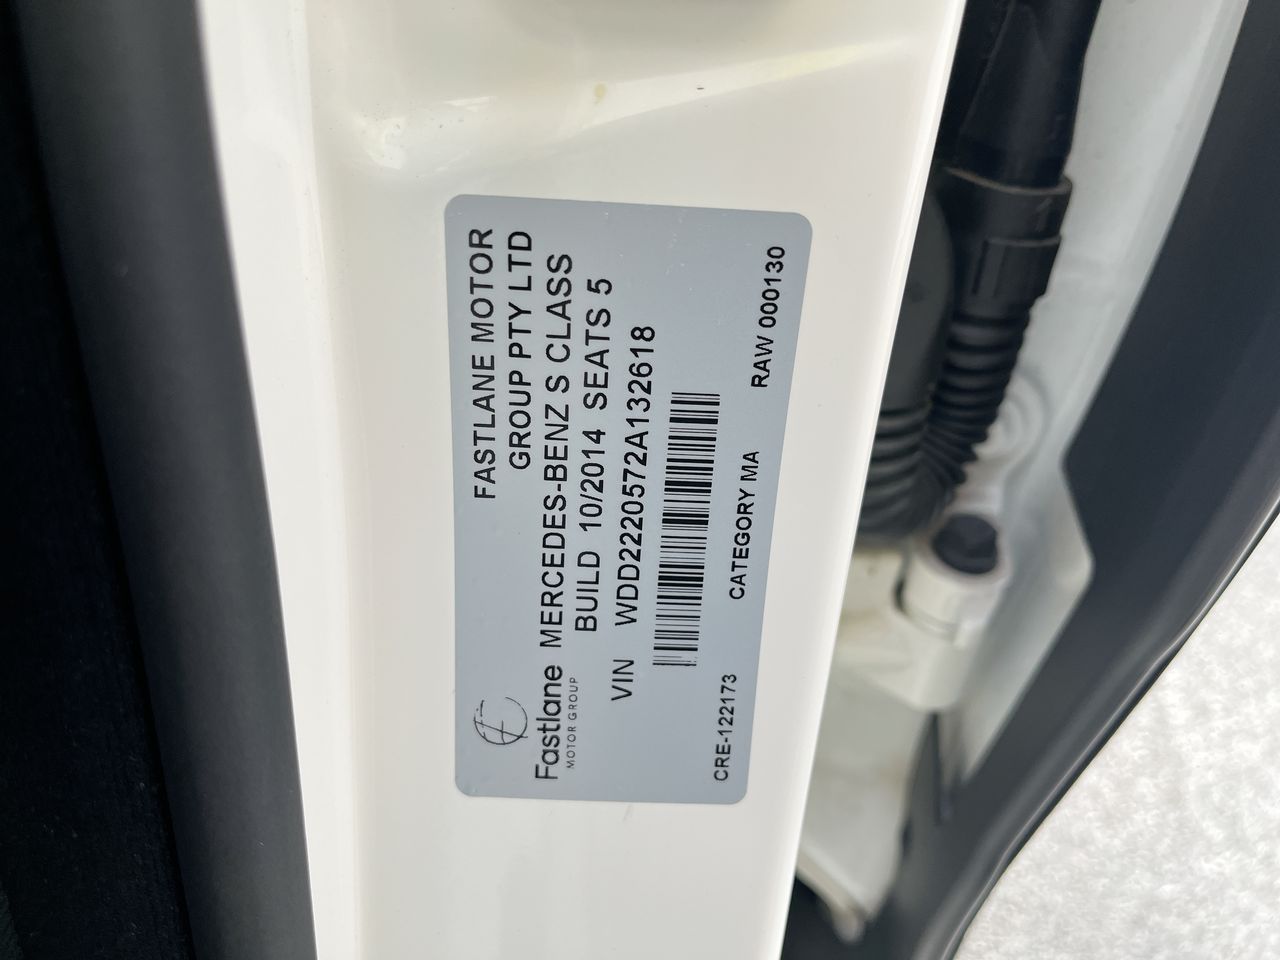 FASTLANE MOTOR
GROUP PTY LTD
Fastlane
MOTOR GROUP
MERCEDES-BENZ S CLASS
BUILD 10/2014 SEATS 5
VIN WDD2220572A132618
CRE-122173 CATEGORY MA RAW 000130